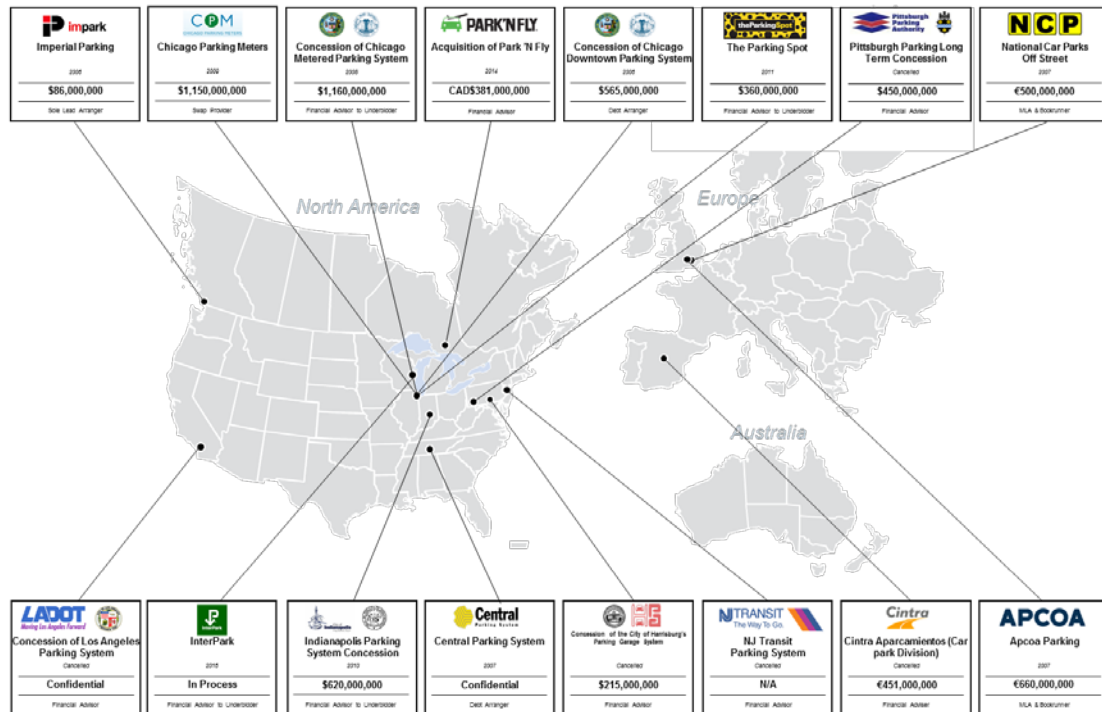 impark
Imperial Parking
2005
$86,000,000
Sole Lead Arranger
CPM
CHICAGO PARKING METERS
Chicago Parking Meters
$1,150,000,000
Swap Provider
Concession of Chicago
Metered Parking System
$1,160,000,000
Financial Advisor to Underbidder
PARK'N FLY
Acquisition of Park 'N Fly
2014
CAD$381,000,000
Financial Advisor
Concession of Chicago
Downtown Parking System
$565,000,000
Debt Arranger
theParkingSpot
The Parking Spot
2011
$360,000,000
Financial Advisor to Underbidder
Pittsburgh
Parking
Authority
Pittsburgh Parking Long
Term Concession
Cancelled
$450,000,000
Financial Advisor
NCP
National Car Parks
Off Street
2007
€500,000,000
MLA & Bookrunner
North America
Europe
Australia
LADOT
Moving Los Angeles Forward
Concession of Los Angeles
Parking System
Cancelled
Confidential
Financial Advisor
InterPark
InterPark
2015
In Process
Financial Advisor to Underbidder
Indianapolis
Indianapolis Parking
System Concession
2010
$620,000,000
Financial Advisor to Underbidder
Central
Parking System
Central Parking System
2007
Confidential
Debt Arranger
Concession of the City of Harrisburg's
Parking Garage System
Cancelled
$215,000,000
Financial Advisor
NJ TRANSIT
The Way To Go.
NJ Transit
Parking System
Cancelled
N/A
Financial Advisor
Cintra
Cintra Aparcamientos (Car
park Division)
Cancelled
€451,000,000
Financial Adviser
APCOA
Apcoa Parking
2007
€660,000,000
MLA & Bookrunner